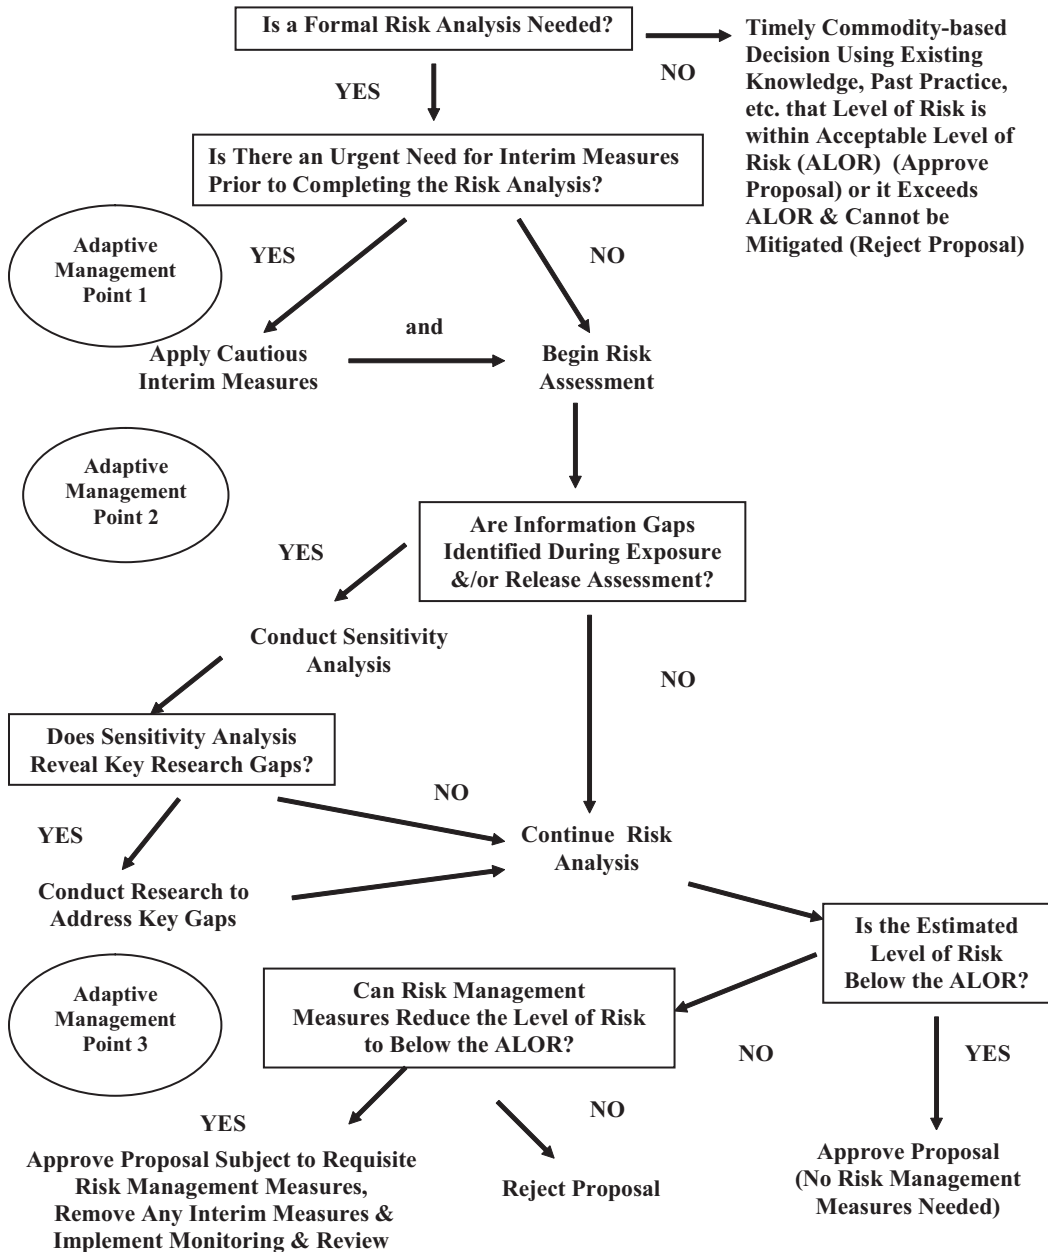 Is a Formal Risk Analysis Needed?
YES
NO
Timely Commodity-based
Decision Using Existing
Knowledge, Past Practice,
etc. that Level of Risk is
within Acceptable Level of
Risk (ALOR)  (Approve
Proposal) or it Exceeds
ALOR & Cannot be
Mitigated (Reject Proposal)
Is There an Urgent Need for Interim Measures
Prior to Completing the Risk Analysis?
Adaptive
Management
Point 1
YES
NO
and
Apply Cautious
Interim Measures
Begin Risk
Assessment
Adaptive
Management
Point 2
Are Information Gaps
Identified During Exposure
&/or Release Assessment?
YES
NO
Conduct Sensitivity
Analysis
Does Sensitivity Analysis
Reveal Key Research Gaps?
YES
NO
Continue  Risk
Analysis
Conduct Research to
Address Key Gaps
Is the Estimated
Level of Risk
Below the ALOR?
Adaptive
Management
Point 3
Can Risk Management
Measures Reduce the Level of Risk
to Below the ALOR?
NO
YES
YES
NO
Approve Proposal Subject to Requisite
Risk Management Measures,
Remove Any Interim Measures &
Implement Monitoring & Review
Reject Proposal
Approve Proposal
(No Risk Management
Measures Needed)